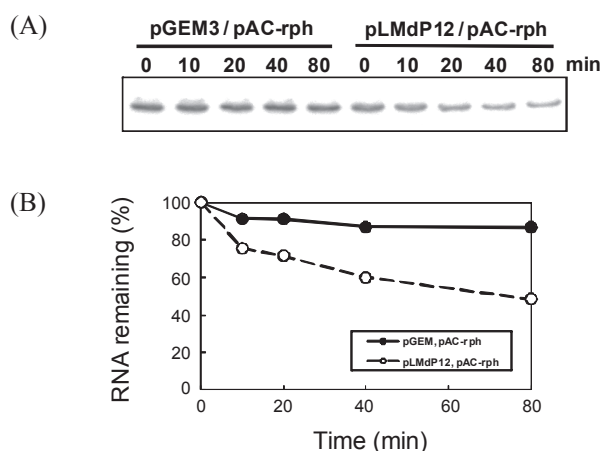 (A)
pGEM3 / pAC-rph pLMdP12 / pAC-rph
0 10 20 40 80 0 10 20 40 80 min
(B)
RNA remaining (%)
100
80
60
40
20
0
pGEM, pAC-rph
pLMdP12, pAC-rph
0 20 40 60 80
Time (min)